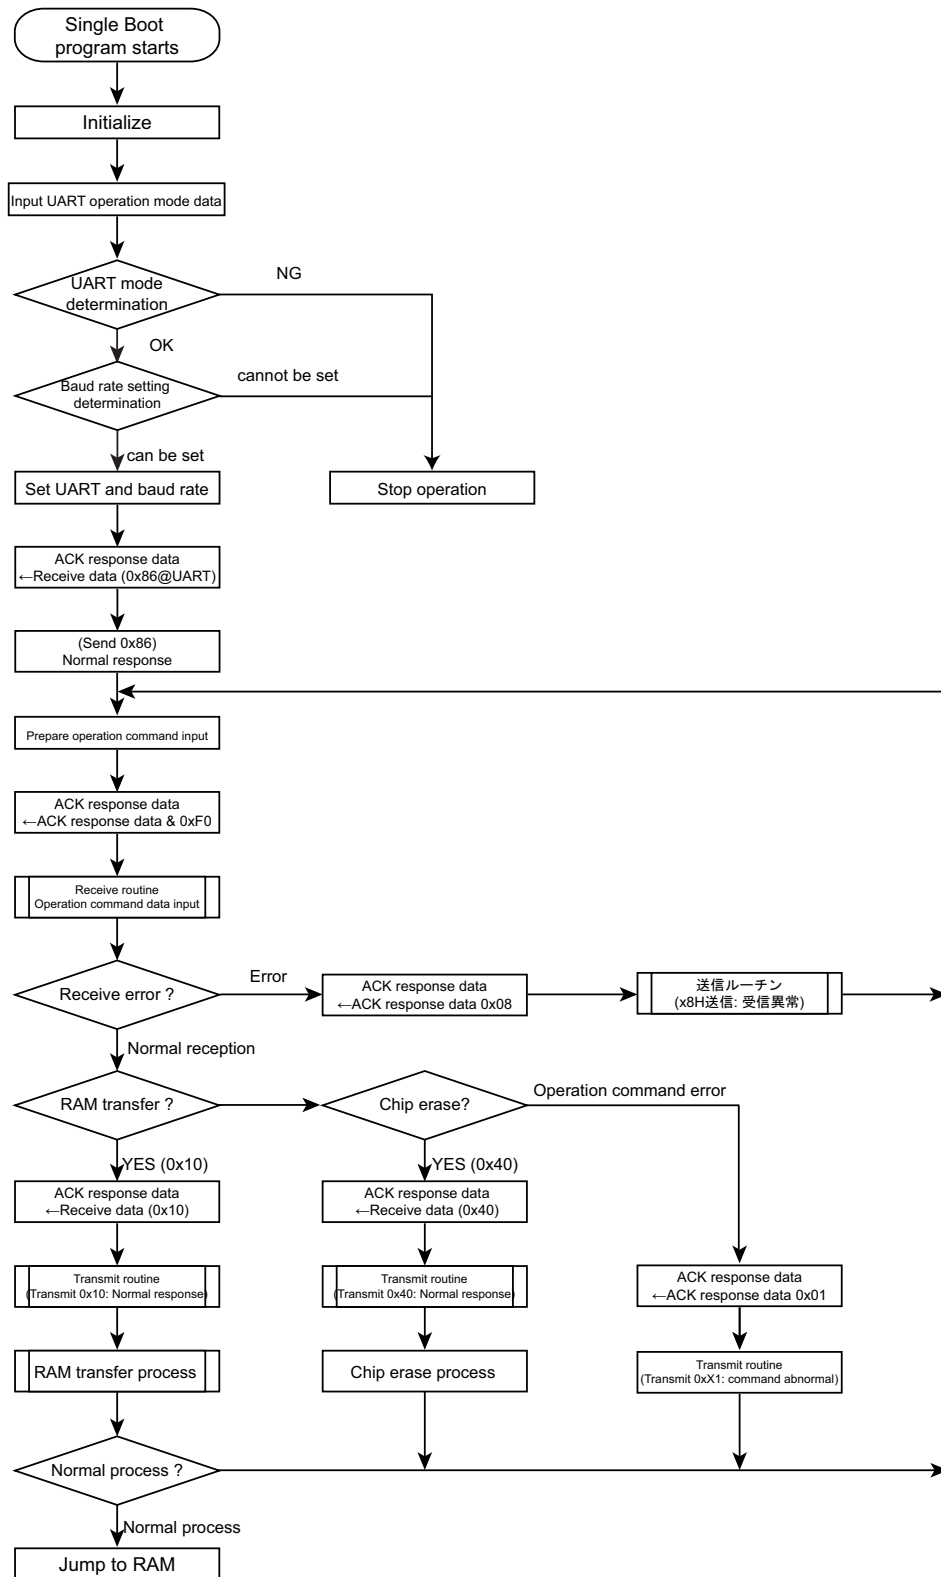 Single Boot
program starts
Initialize
Input UART operation mode data
UART mode
determination
NG
OK
Baud rate setting
determination
cannot be set
can be set
Set UART and baud rate
Stop operation
ACK response data
←Receive data (0x86@UART)
(Send 0x86)
Normal response
Prepare operation command input
ACK response data
←ACK response data & 0xF0
Receive routine
Operation command data input
Receive error ?
Error
ACK response data
←ACK response data 0x08
送信ルーチン
(x8H送信: 受信異常)
Normal reception
RAM transfer ?
Chip erase?
Operation command error
YES (0x10)
YES (0x40)
ACK response data
←Receive data (0x10)
ACK response data
←Receive data (0x40)
ACK response data
←ACK response data 0x01
Transmit routine
(Transmit 0x10: Normal response)
Transmit routine
(Transmit 0x40: Normal response)
Transmit routine
(Transmit 0xX1: command abnormal)
RAM transfer process
Chip erase process
Normal process ?
Normal process
Jump to RAM